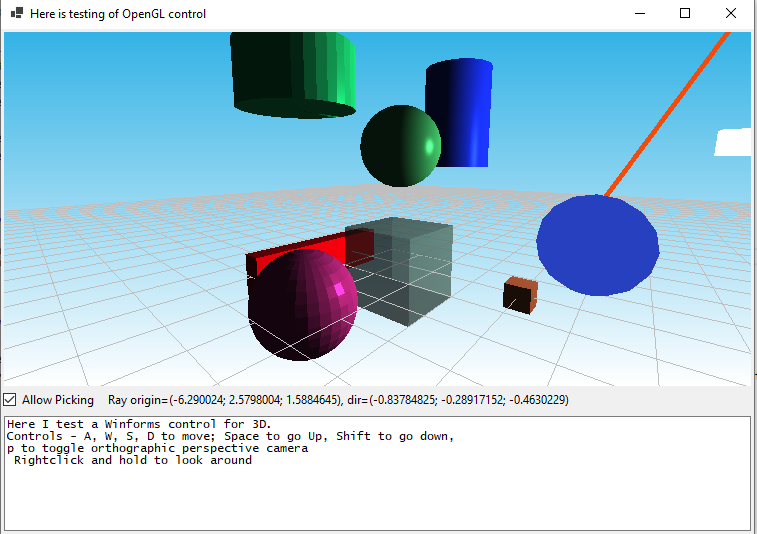 Here is testing of OpenGL control
Allow Picking Ray origin=(-6.290024; 2.5798004; 1.5884645), dir=(-0.83784825; -0.28917152; -0.4630229)
Here I test a Winforms control for 3D.
Controls - A, W, S, D to move; Space to go Up, Shift to go down,
p to toggle orthographic perspective camera
 Rightclick and hold to look around